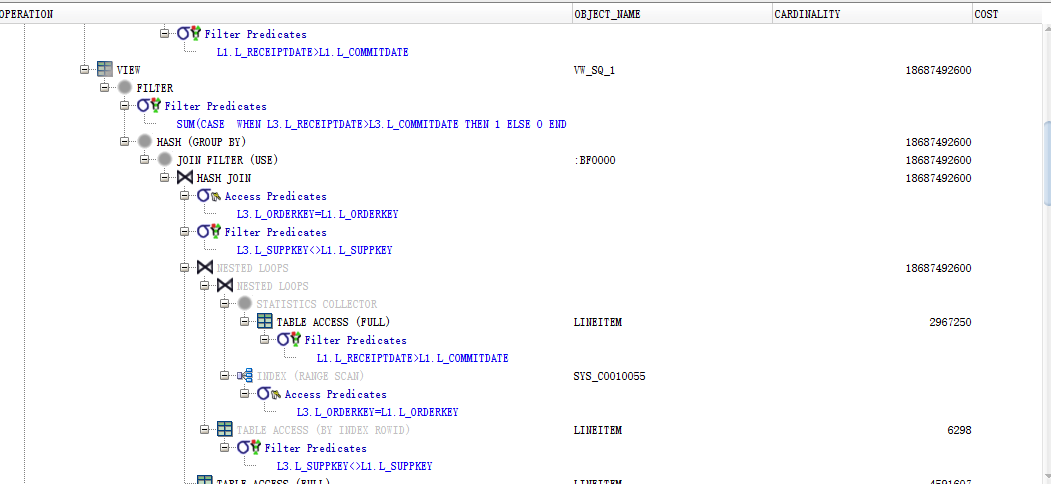 OPERATION OBJECT_NAME CARDINALITY COST
Filter Predicates
L1.L_RECEIPTDATE>L1.L_COMMITDATE
VIEW VW_SQ_1 18687492600
FILTER
Filter Predicates
SUM(CASE WHEN L3.L_RECEIPTDATE>L3.L_COMMITDATE THEN 1 ELSE 0 END
HASH (GROUP BY) 18687492600
JOIN FILTER (USE) :BF0000 18687492600
HASH JOIN 18687492600
Access Predicates
L3.L_ORDERKEY=L1.L_ORDERKEY
Filter Predicates
L3.L_SUPPKEY<>L1.L_SUPPKEY
NESTED LOOPS 18687492600
NESTED LOOPS
STATISTICS COLLECTOR
TABLE ACCESS (FULL) LINEITEM 2967250
Filter Predicates
L1.L_RECEIPTDATE>L1.L_COMMITDATE
INDEX (RANGE SCAN) SYS_C0010055
Access Predicates
L3.L_ORDERKEY=L1.L_ORDERKEY
TABLE ACCESS (BY INDEX ROWID) LINEITEM 6298
Filter Predicates
L3.L_SUPPKEY<>L1.L_SUPPKEY
TABLE ACCESS (FULL) LINEITEM